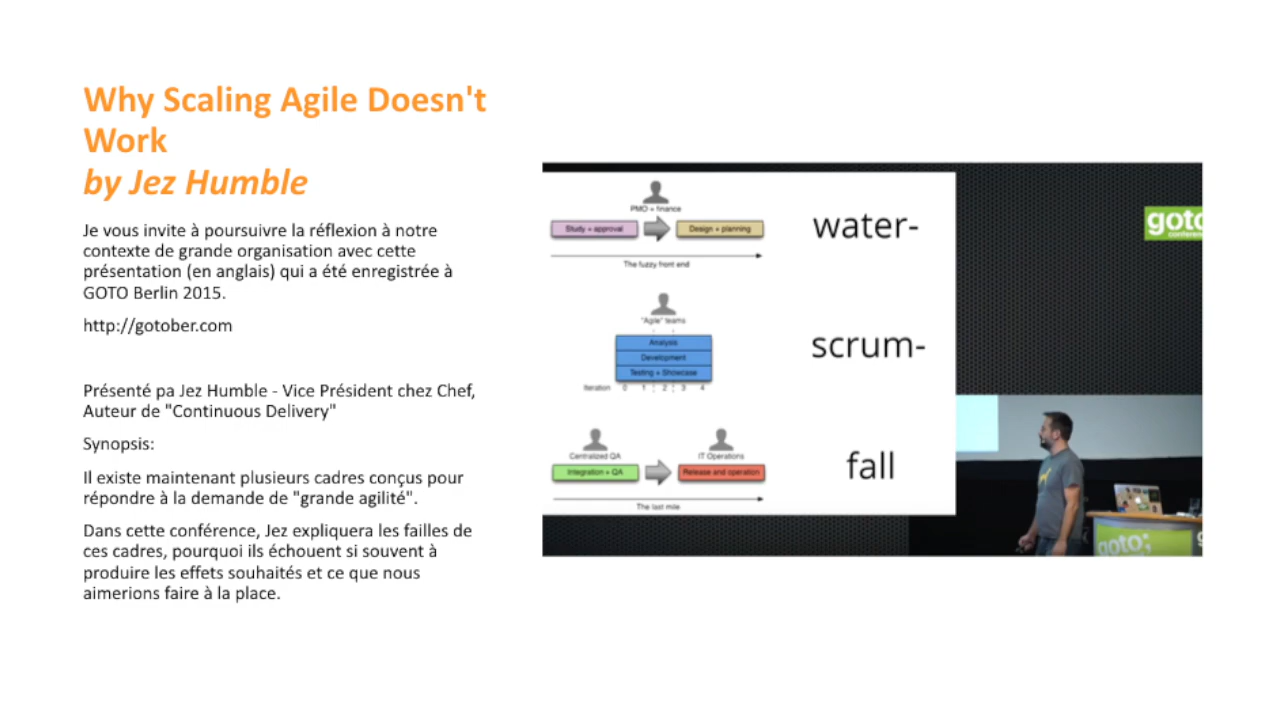 Why Scaling Agile Doesn't
Work
by Jez Humble
Je vous invite à poursuivre la réflexion à notre
contexte de grande organisation avec cette
présentation (en anglais) qui a été enregistrée à
GOTO Berlin 2015.
http://gotober.com
Présenté pa Jez Humble - Vice Président chez Chef,
Auteur de "Continuous Delivery"
Synopsis:
Il existe maintenant plusieurs cadres conçus pour
répondre à la demande de "grande agilité".
Dans cette conférence, Jez expliquera les failles de
ces cadres, pourquoi ils échouent si souvent à
produire les effets souhaités et ce que nous
aimerions faire à la place.
PMO + finance
Study + approval
Design + planning
The fuzzy front end
water-
"Agile" teams
Analysis
Development
Testing + Showcase
Iteration 0 1 2 3 4
scrum-
Centralized QA
IT Operations
Integration + QA
Release and operation
The last mile
fall
goto
conferenc
goto;
g